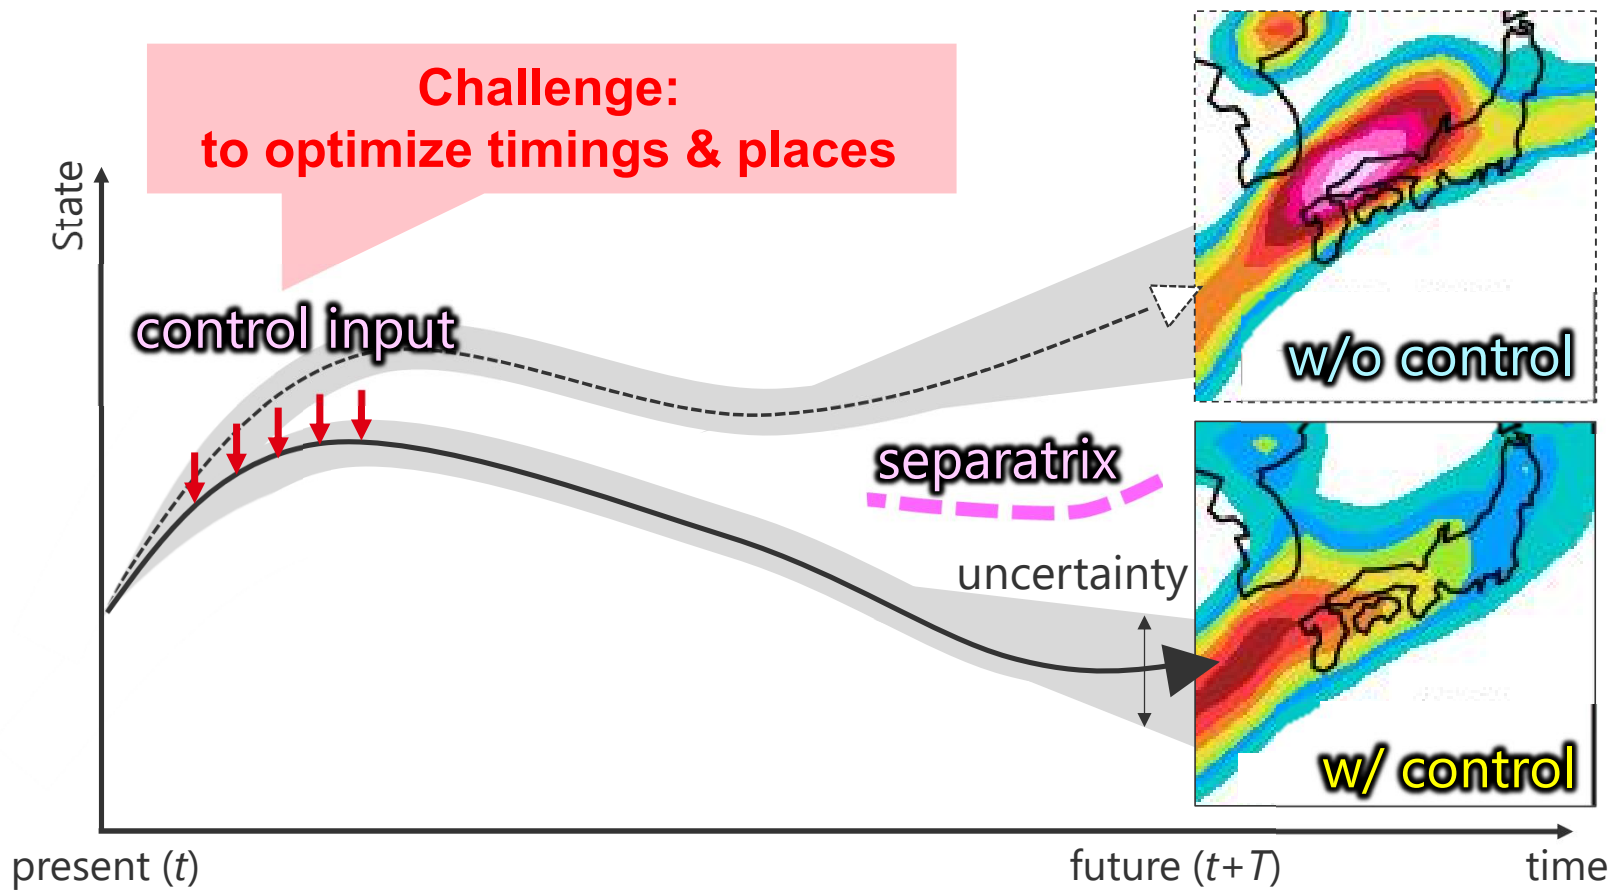 Challenge:
to optimize timings & places
State
control input
w/o control
separatrix
uncertainty
w/ control
present (t)
future (t+T)
time